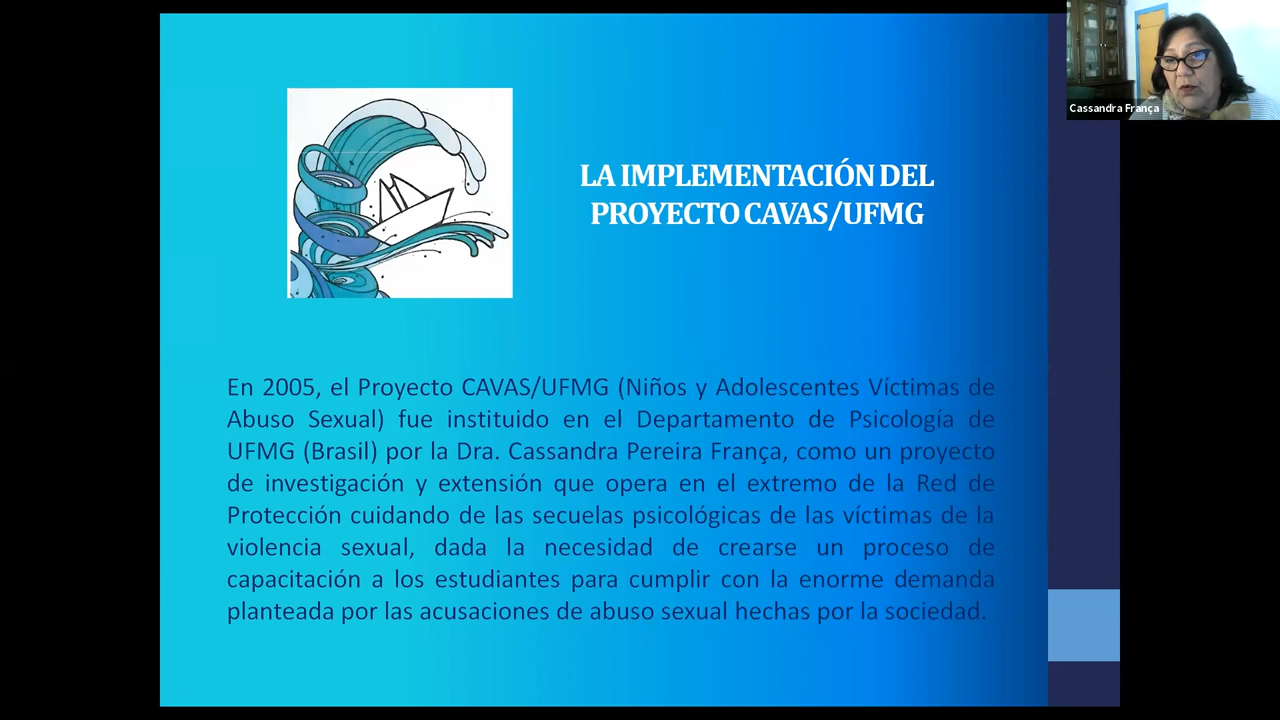 LA IMPLEMENTACIÓN DEL
PROYECTO CAVAS/UFMG
En 2005, el Proyecto CAVAS/UFMG (Niños y Adolescentes Víctimas de
Abuso Sexual) fue instituido en el Departamento de Psicología de
UFMG (Brasil) por la Dra. Cassandra Pereira França, como un proyecto
de investigación y extensión que opera en el extremo de la Red de
Protección cuidando de las secuelas psicológicas de las víctimas de la
violencia sexual, dada la necesidad de crearse un proceso de
capacitación a los estudiantes para cumplir con la enorme demanda
planteada por las acusaciones de abuso sexual hechas por la sociedad.
Cassandra França